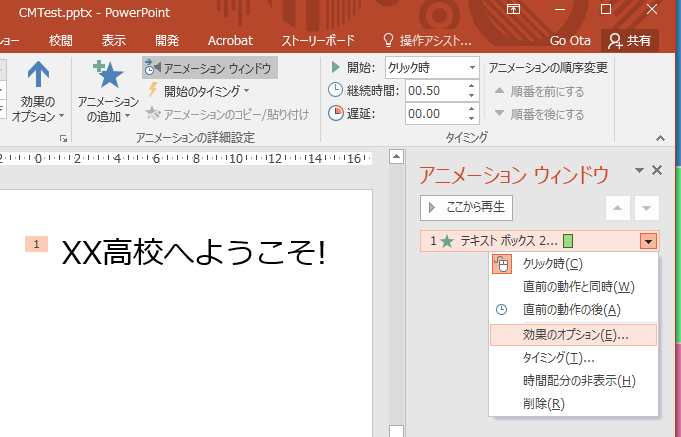 CMTest.pptx - PowerPoint
ショー 校閲 表示 開発 Acrobat ストーリーボード 操作アシスト... Go Ota 共有
効果の
オプション
アニメーション
の追加
アニメーション ウィンドウ
開始のタイミング
アニメーションのコピー/貼り付け
アニメーションの詳細設定
開始: クリック時
継続時間: 00.50
遅延: 00.00
アニメーションの順序変更
順番を前にする
順番を後にする
タイミング
2 0 2 4 6 8 10 12 14 16
1
XX高校へようこそ!
アニメーション ウィンドウ
ここから再生
1 テキスト ボックス 2...
クリック時(C)
直前の動作と同時(W)
直前の動作の後(A)
効果のオプション(E)...
タイミング(T)...
時間配分の非表示(H)
削除(R)